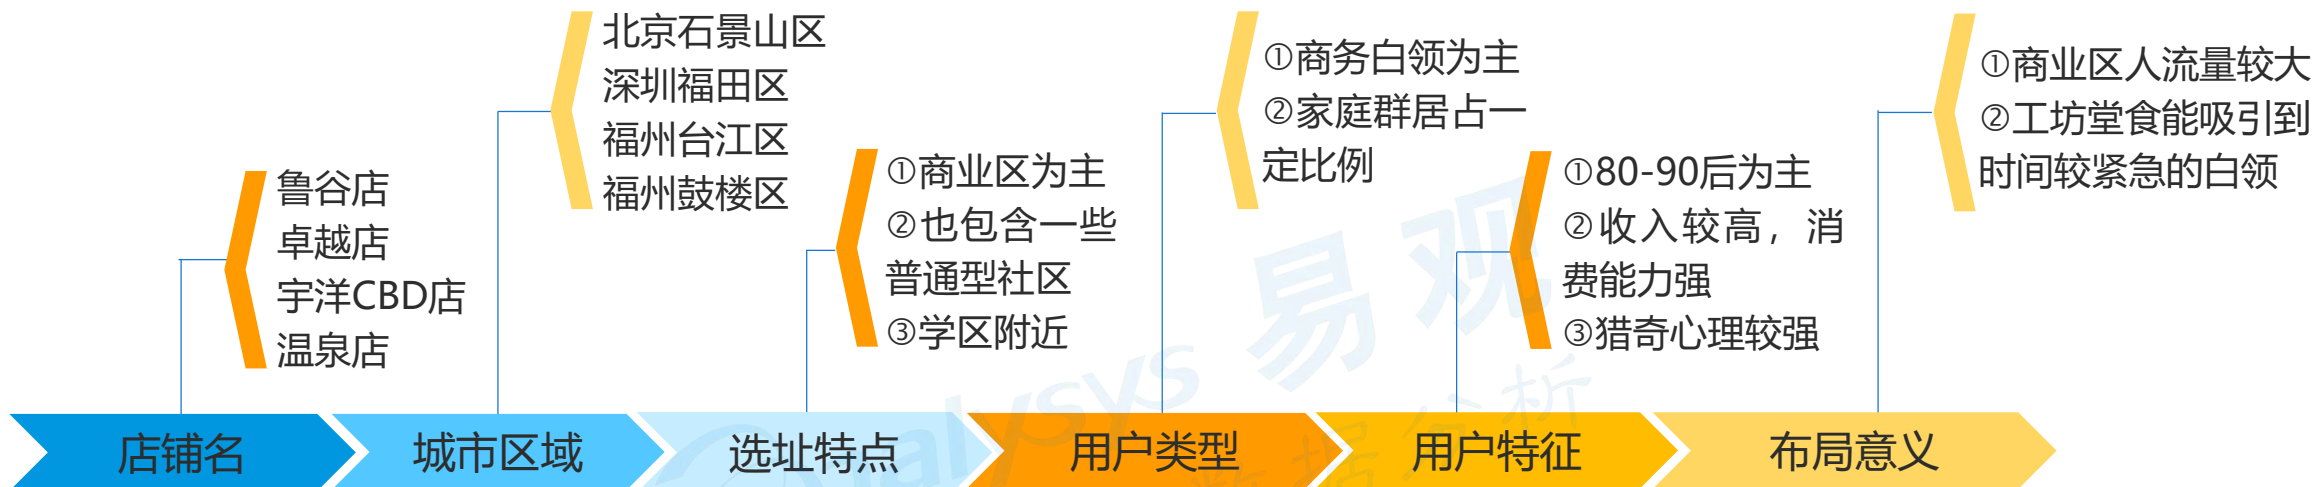 鲁谷店
卓越店
宇洋CBD店
温泉店
北京石景山区
深圳福田区
福州台江区
福州鼓楼区
①商业区为主
②也包含一些
普通型社区
③学区附近
①商务白领为主
②家庭群居占一
定比例
①80-90后为主
②收入较高，消
费能力强
③猎奇心理较强
①商业区人流量较大
②工坊堂食能吸引到
时间较紧急的白领
店铺名
城市区域
选址特点
用户类型
用户特征
布局意义
nalysys 易观
数据分析